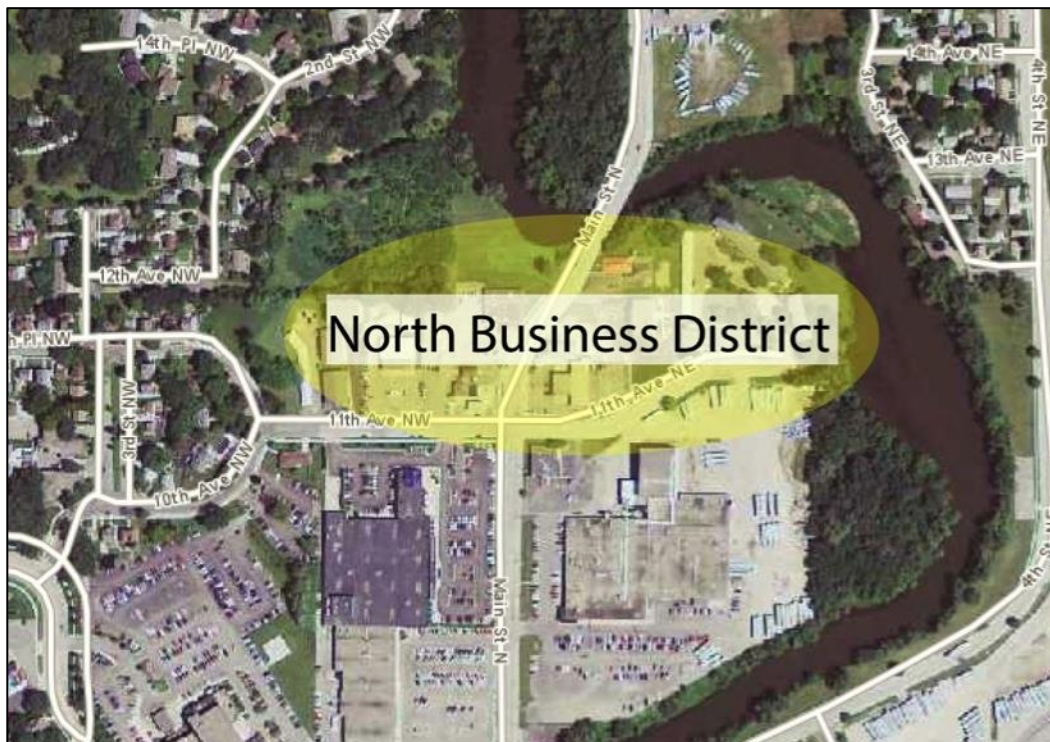 14th Pl NW
2nd St NW
14th Ave NE
4th St NE
3rd St NE
13th Ave NE
Main St N
12th Ave NW
North Business District
Pl NW
3rd St NW
11th Ave NW
11th Ave NE
10th Ave NW
Main St N
4th S